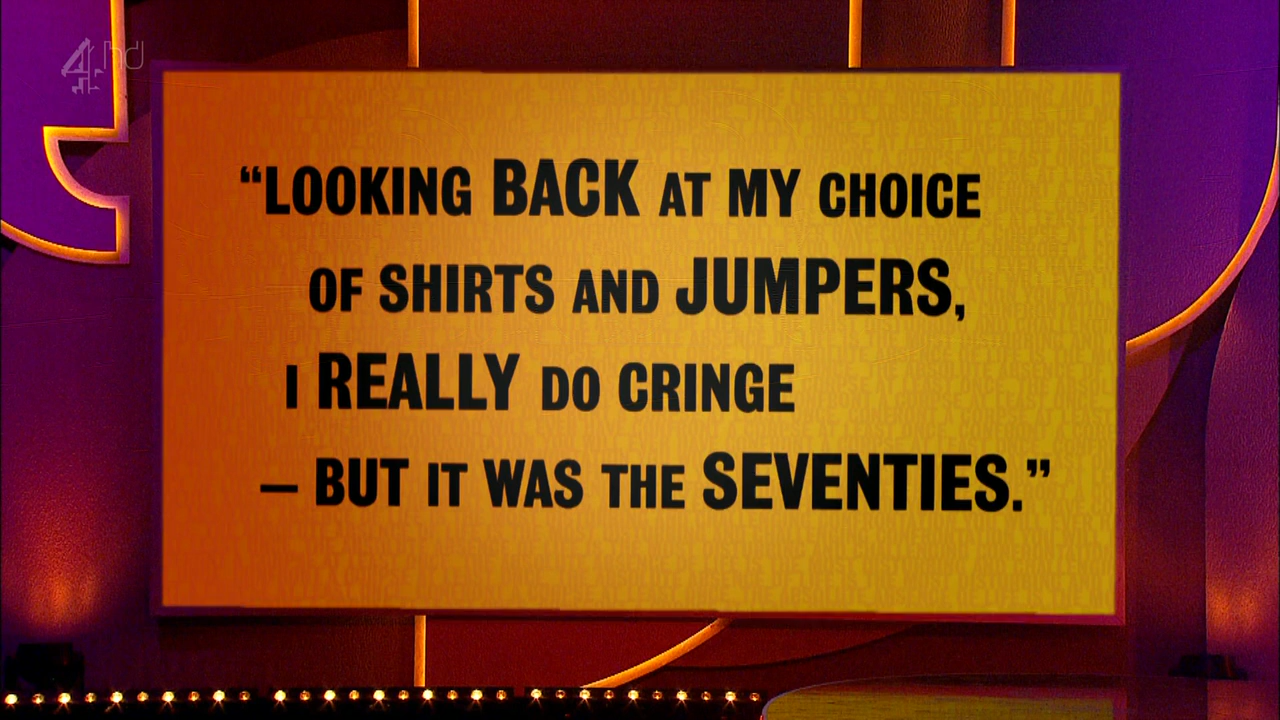 4hd
“LOOKING BACK AT MY CHOICE
OF SHIRTS AND JUMPERS,
I REALLY DO CRINGE
– BUT IT WAS THE SEVENTIES.”